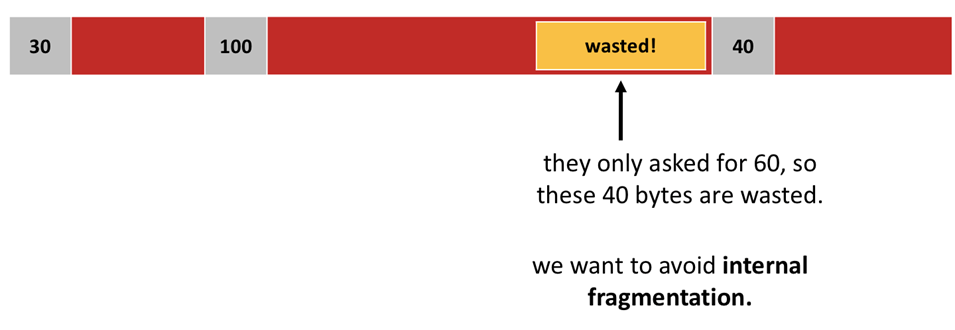 30
100
wasted!
40
they only asked for 60, so
these 40 bytes are wasted.
we want to avoid internal
fragmentation.